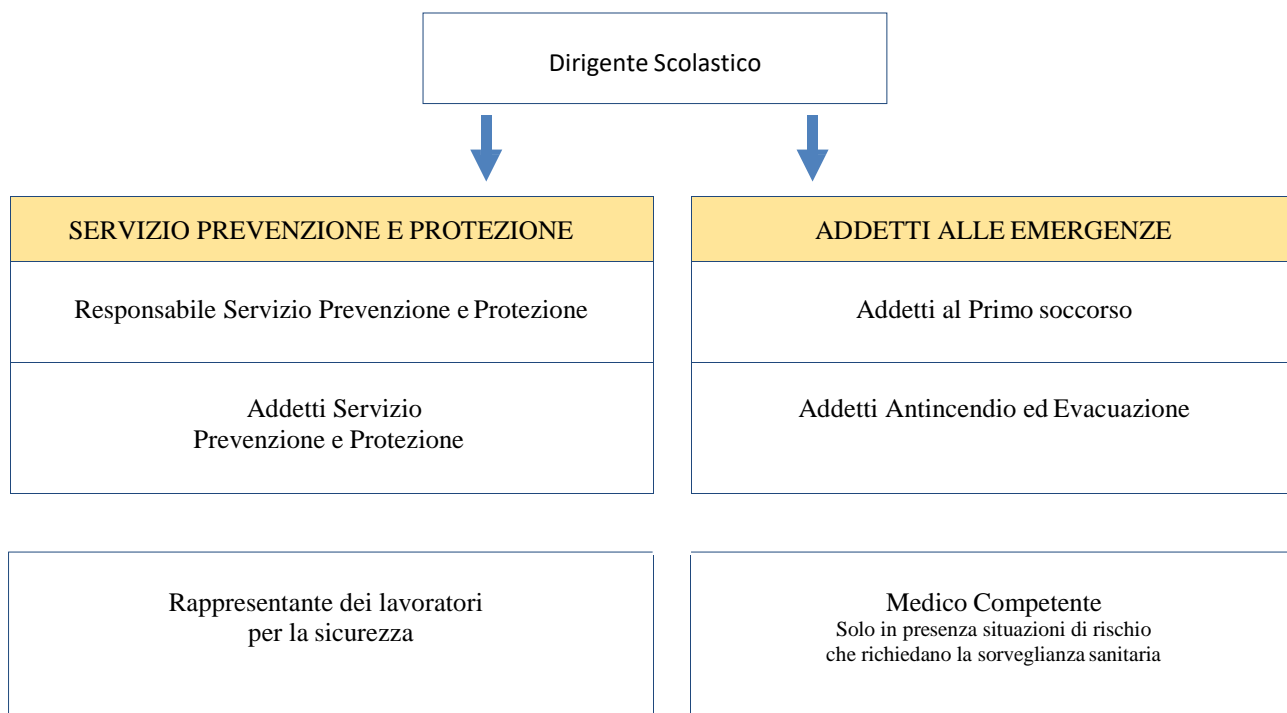 Dirigente Scolastico
SERVIZIO PREVENZIONE E PROTEZIONE
Responsabile Servizio Prevenzione e Protezione
Addetti Servizio
Prevenzione e Protezione
ADDETTI ALLE EMERGENZE
Addetti al Primo soccorso
Addetti Antincendio ed Evacuazione
Rappresentante dei lavoratori
per la sicurezza
Medico Competente
Solo in presenza situazioni di rischio
che richiedano la sorveglianza sanitaria